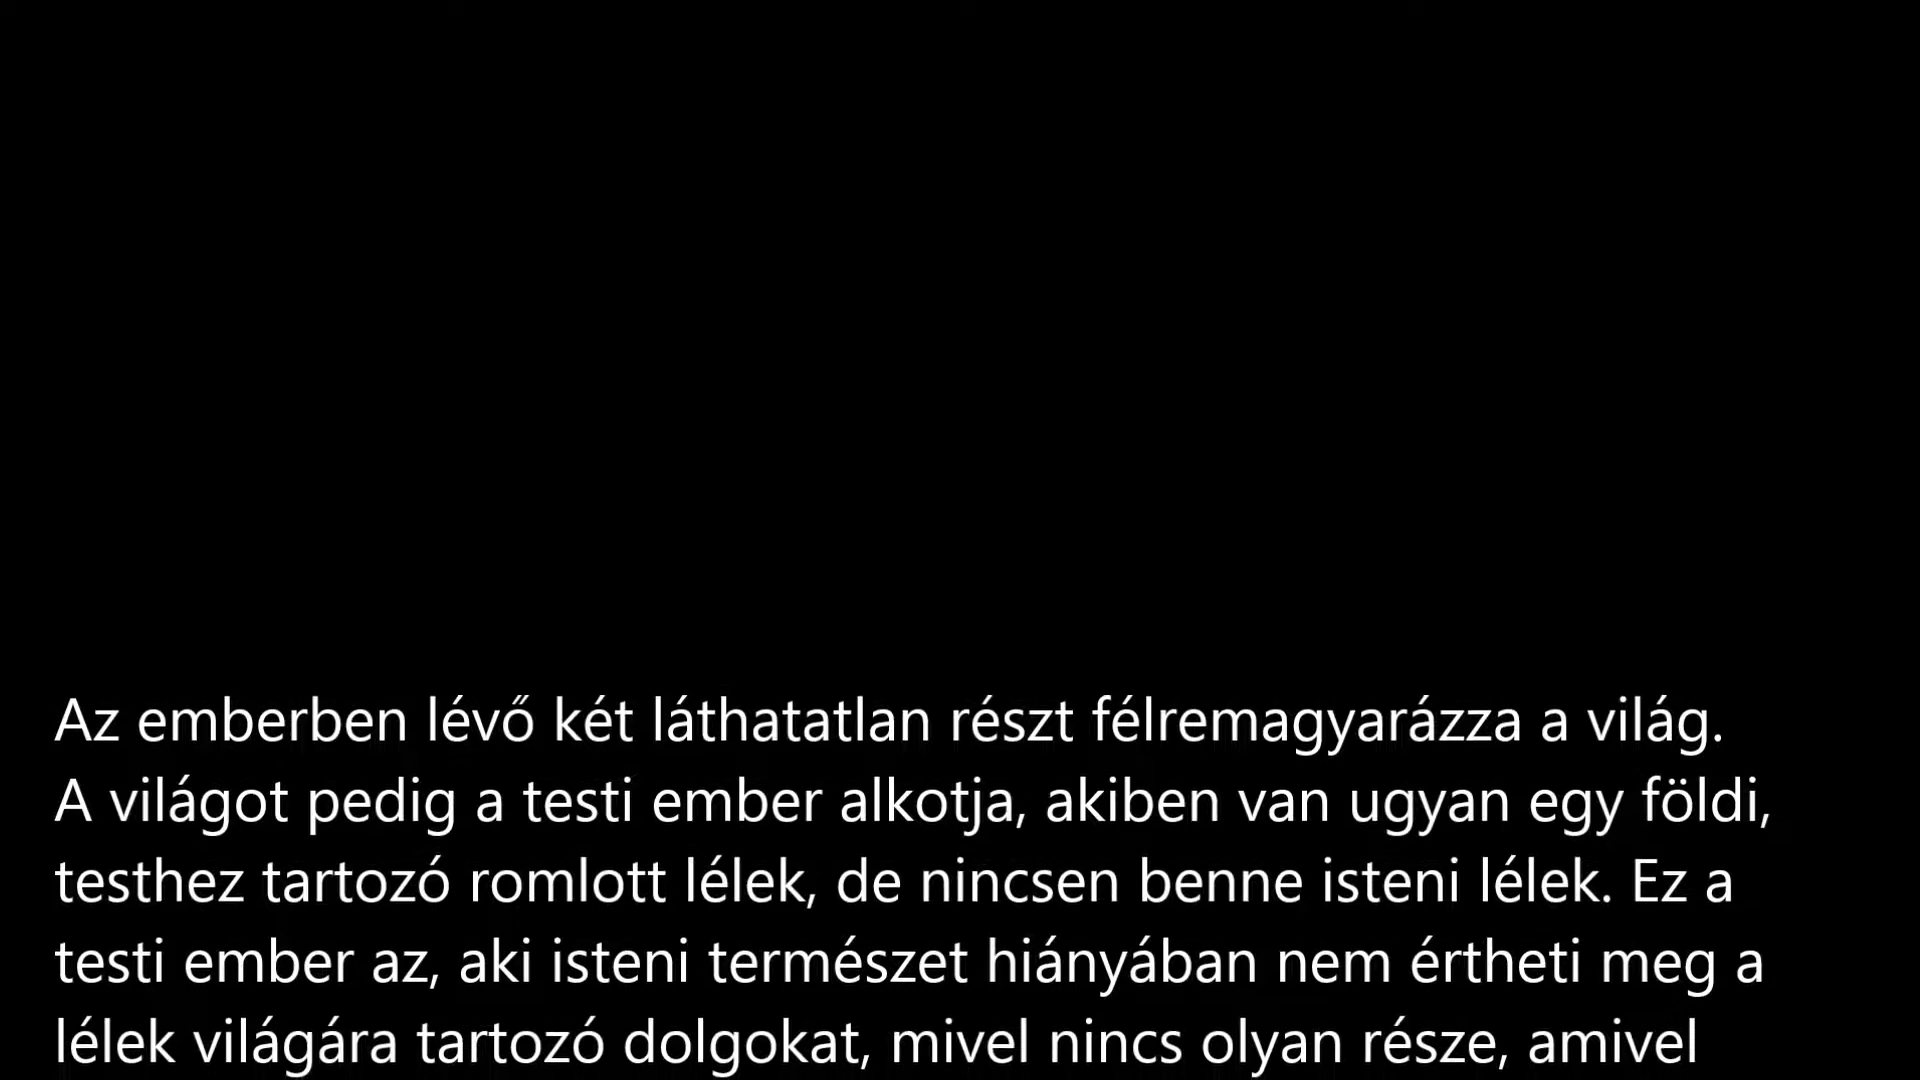 Az emberben lévő két láthatatlan részt félremagyarázza a világ.
A világot pedig a testi ember alkotja, akiben van ugyan egy földi,
testhez tartozó romlott lélek, de nincsen benne isteni lélek. Ez a
testi ember az, aki isteni természet hiányában nem értheti meg a
lélek világára tartozó dolgokat, mivel nincs olyan része, amivel